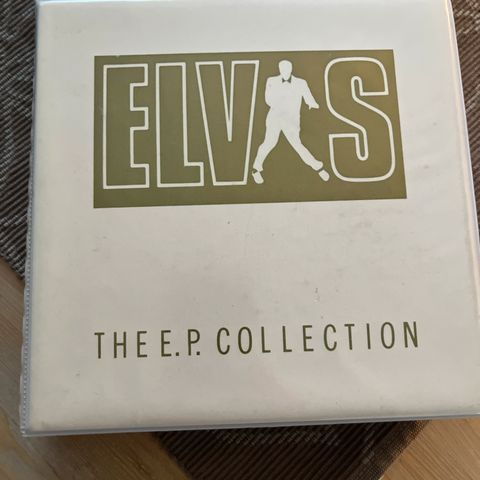 ELVIS
THE E.P. COLLECTION